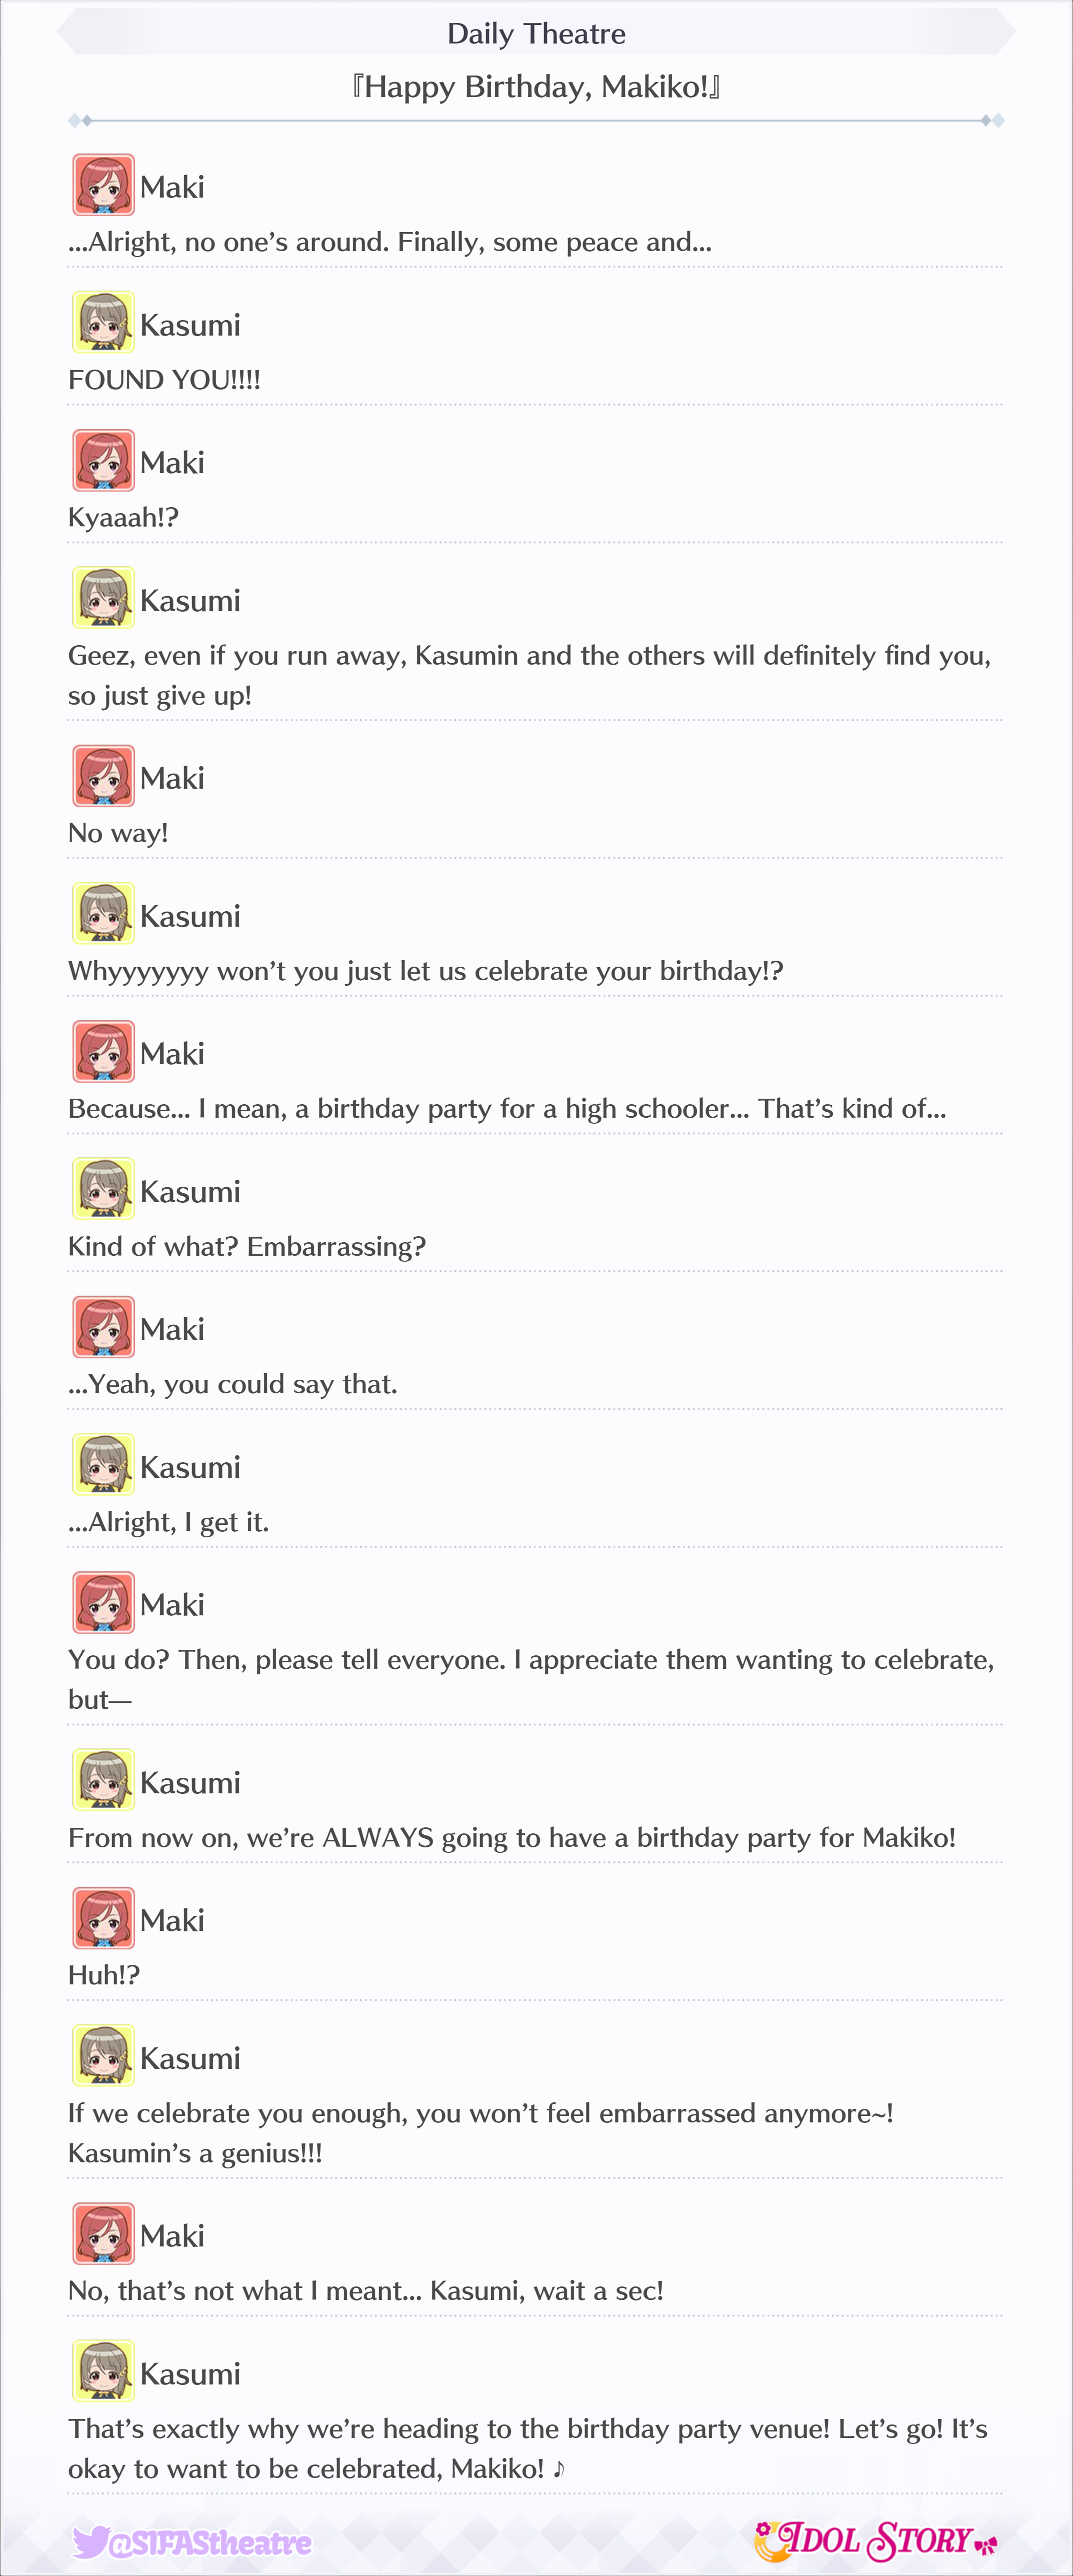 Daily Theatre
『Happy Birthday, Makiko!』
Maki
...Alright, no one’s around. Finally, some peace and...
Kasumi
FOUND YOU!!!!
Maki
Kyaaah!?
Kasumi
Geez, even if you run away, Kasumin and the others will definitely find you,
so just give up!
Maki
No way!
Kasumi
Whyyyyyyy won’t you just let us celebrate your birthday!?
Maki
Because... I mean, a birthday party for a high schooler... That’s kind of...
Kasumi
Kind of what? Embarrassing?
Maki
...Yeah, you could say that.
Kasumi
...Alright, I get it.
Maki
You do? Then, please tell everyone. I appreciate them wanting to celebrate,
but—
Kasumi
From now on, we’re ALWAYS going to have a birthday party for Makiko!
Maki
Huh!?
Kasumi
If we celebrate you enough, you won’t feel embarrassed anymore~!
Kasumin’s a genius!!!
Maki
No, that’s not what I meant... Kasumi, wait a sec!
Kasumi
That’s exactly why we’re heading to the birthday party venue! Let’s go! It’s
okay to want to be celebrated, Makiko! ♪
@SIFAStheatre
IDOL STORY